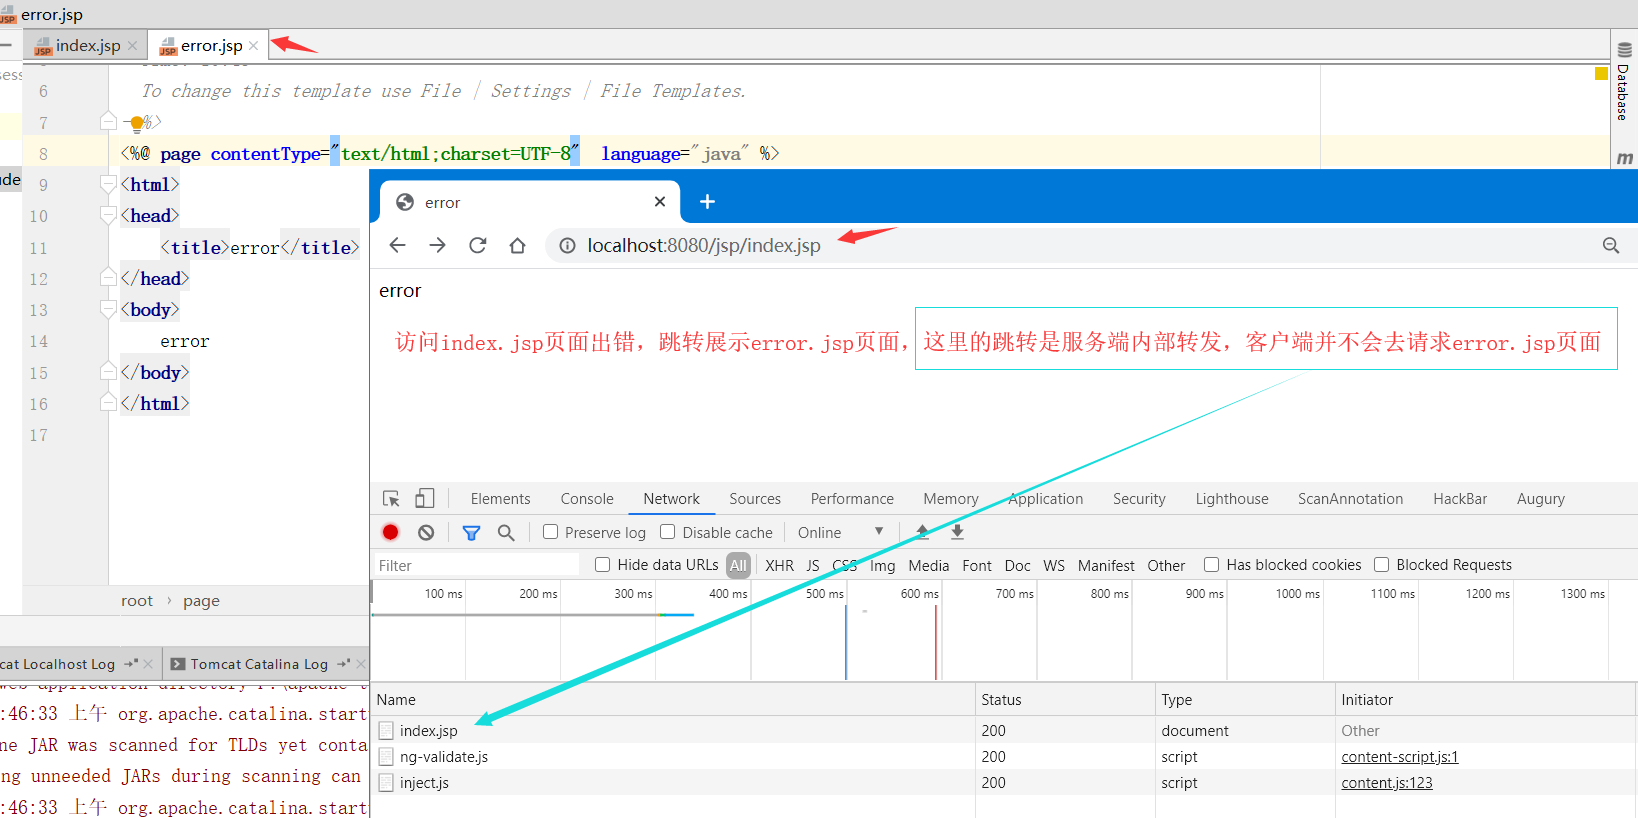 error.jsp
index.jsp
error.jsp
6 To change this template use File | Settings | File Templates.
7 --%>
8 <%@ page contentType="text/html;charset=UTF-8" language="java" %>
9 <html>
10 <head>
11 <title>error</title>
12 </head>
13 <body>
14 error
15 </body>
16 </html>
17
root › page
Database
m
error
localhost:8080/jsp/index.jsp
error
访问index.jsp页面出错，跳转展示error.jsp页面，这里的跳转是服务端内部转发，客户端并不会去请求error.jsp页面
Elements Console Network Sources Performance Memory Application Security Lighthouse ScanAnnotation HackBar Augury
Preserve log Disable cache Online
Filter Hide data URLs All XHR JS CSS Img Media Font Doc WS Manifest Other Has blocked cookies Blocked Requests
100 ms 200 ms 300 ms 400 ms 500 ms 600 ms 700 ms 800 ms 900 ms 1000 ms 1100 ms 1200 ms 1300 ms
Name Status Type Initiator
index.jsp 200 document Other
ng-validate.js 200 script content-script.js:1
inject.js 200 script content.js:123
cat Localhost Log
Tomcat Catalina Log
:46:33 上午 org.apache.catalina.start
ne JAR was scanned for TLDs yet conta
ng unneeded JARs during scanning can
:46:33 上午 org.apache.catalina.start